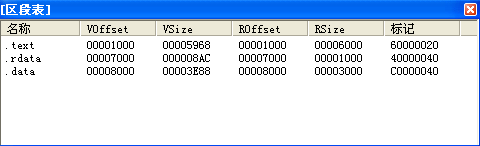 [区段表]
名称 VOffset VSize ROffset RSize 标记
.text 00001000 00005968 00001000 00006000 60000020
.rdata 00007000 000008AC 00007000 00001000 40000040
.data 00008000 00003E88 00008000 00003000 C0000040